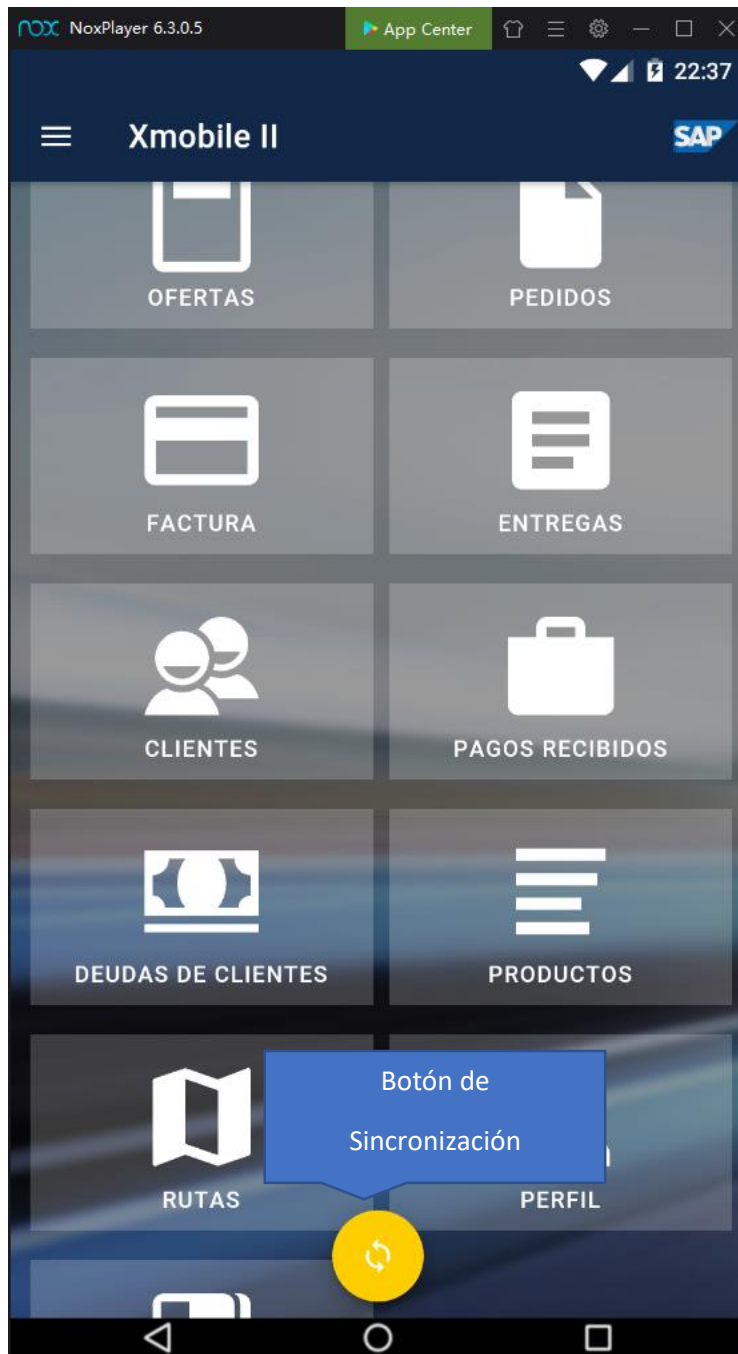 nox NoxPlayer 6.3.0.5 App Center
22:37
Xmobile II SAP
OFERTAS PEDIDOS
FACTURA ENTREGAS
CLIENTES PAGOS RECIBIDOS
DEUDAS DE CLIENTES PRODUCTOS
Botón de
Sincronización
RUTAS PERFIL